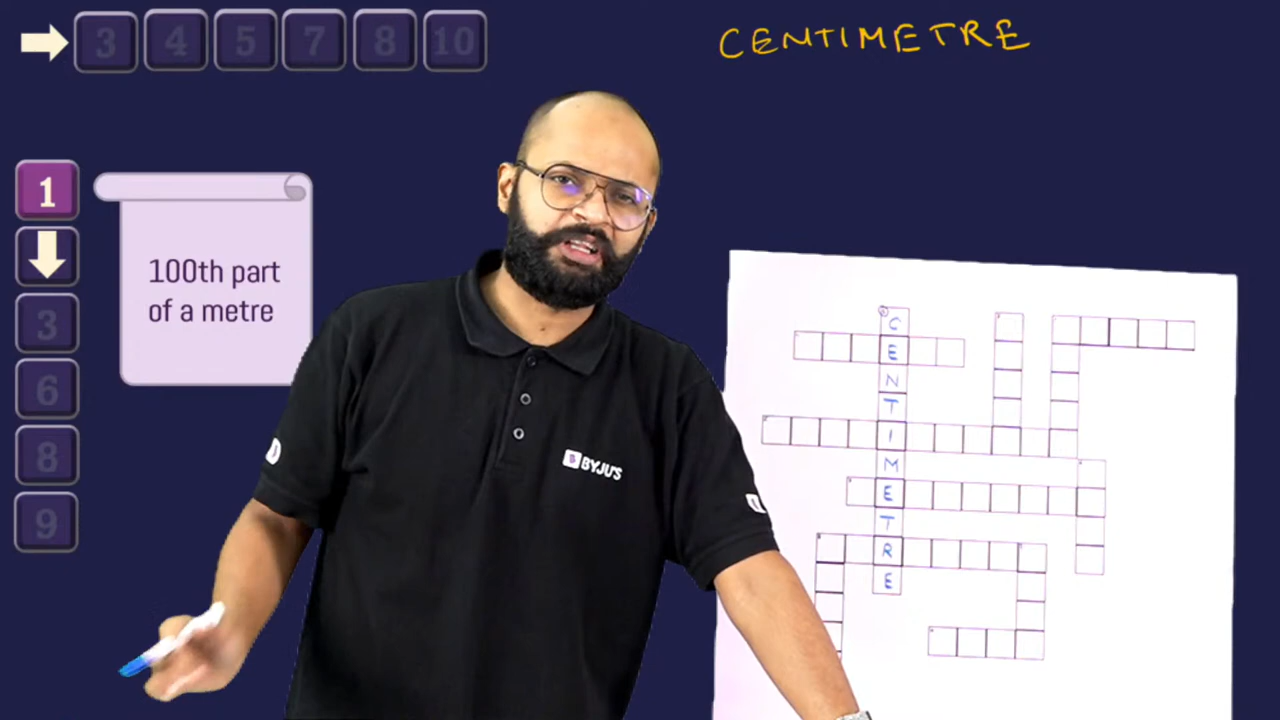 3 4 5 7 8 10
CENTIMETRE
1
100th part
of a metre
3
6
8
9
BYJU'S
C
E
N
T
I
M
E
T
R
E